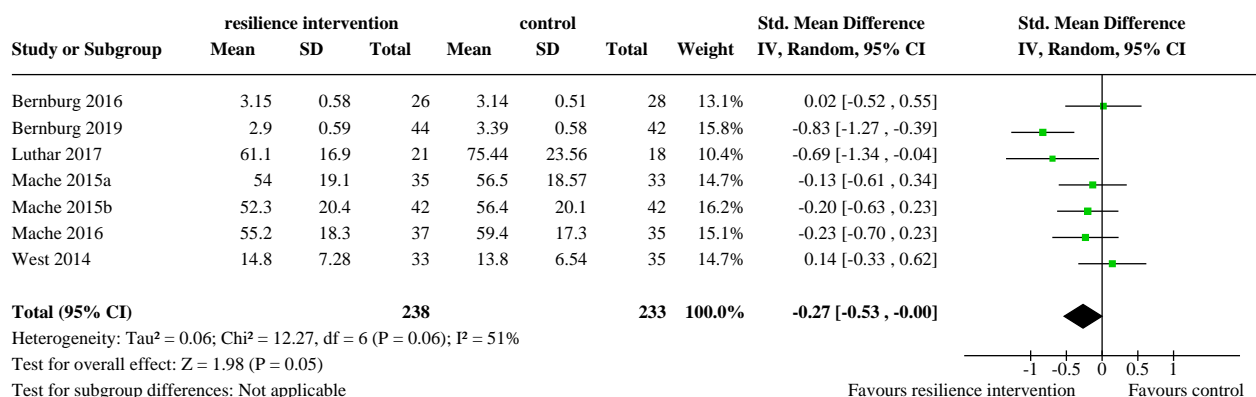 resilience intervention control Std. Mean Difference Std. Mean Difference
Study or Subgroup Mean SD Total Mean SD Total Weight IV, Random, 95% CI IV, Random, 95% CI
Bernburg 2016 3.15 0.58 26 3.14 0.51 28 13.1% 0.02 [-0.52 , 0.55]
Bernburg 2019 2.9 0.59 44 3.39 0.58 42 15.8% -0.83 [-1.27 , -0.39]
Luthar 2017 61.1 16.9 21 75.44 23.56 18 10.4% -0.69 [-1.34 , -0.04]
Mache 2015a 54 19.1 35 56.5 18.57 33 14.7% -0.13 [-0.61 , 0.34]
Mache 2015b 52.3 20.4 42 56.4 20.1 42 16.2% -0.20 [-0.63 , 0.23]
Mache 2016 55.2 18.3 37 59.4 17.3 35 15.1% -0.23 [-0.70 , 0.23]
West 2014 14.8 7.28 33 13.8 6.54 35 14.7% 0.14 [-0.33 , 0.62]
Total (95% CI) 238 233 100.0% -0.27 [-0.53 , -0.00]
Heterogeneity: Tau² = 0.06; Chi² = 12.27, df = 6 (P = 0.06); I² = 51%
Test for overall effect: Z = 1.98 (P = 0.05)
-1 -0.5 0 0.5 1
Test for subgroup differences: Not applicable Favours resilience intervention Favours control